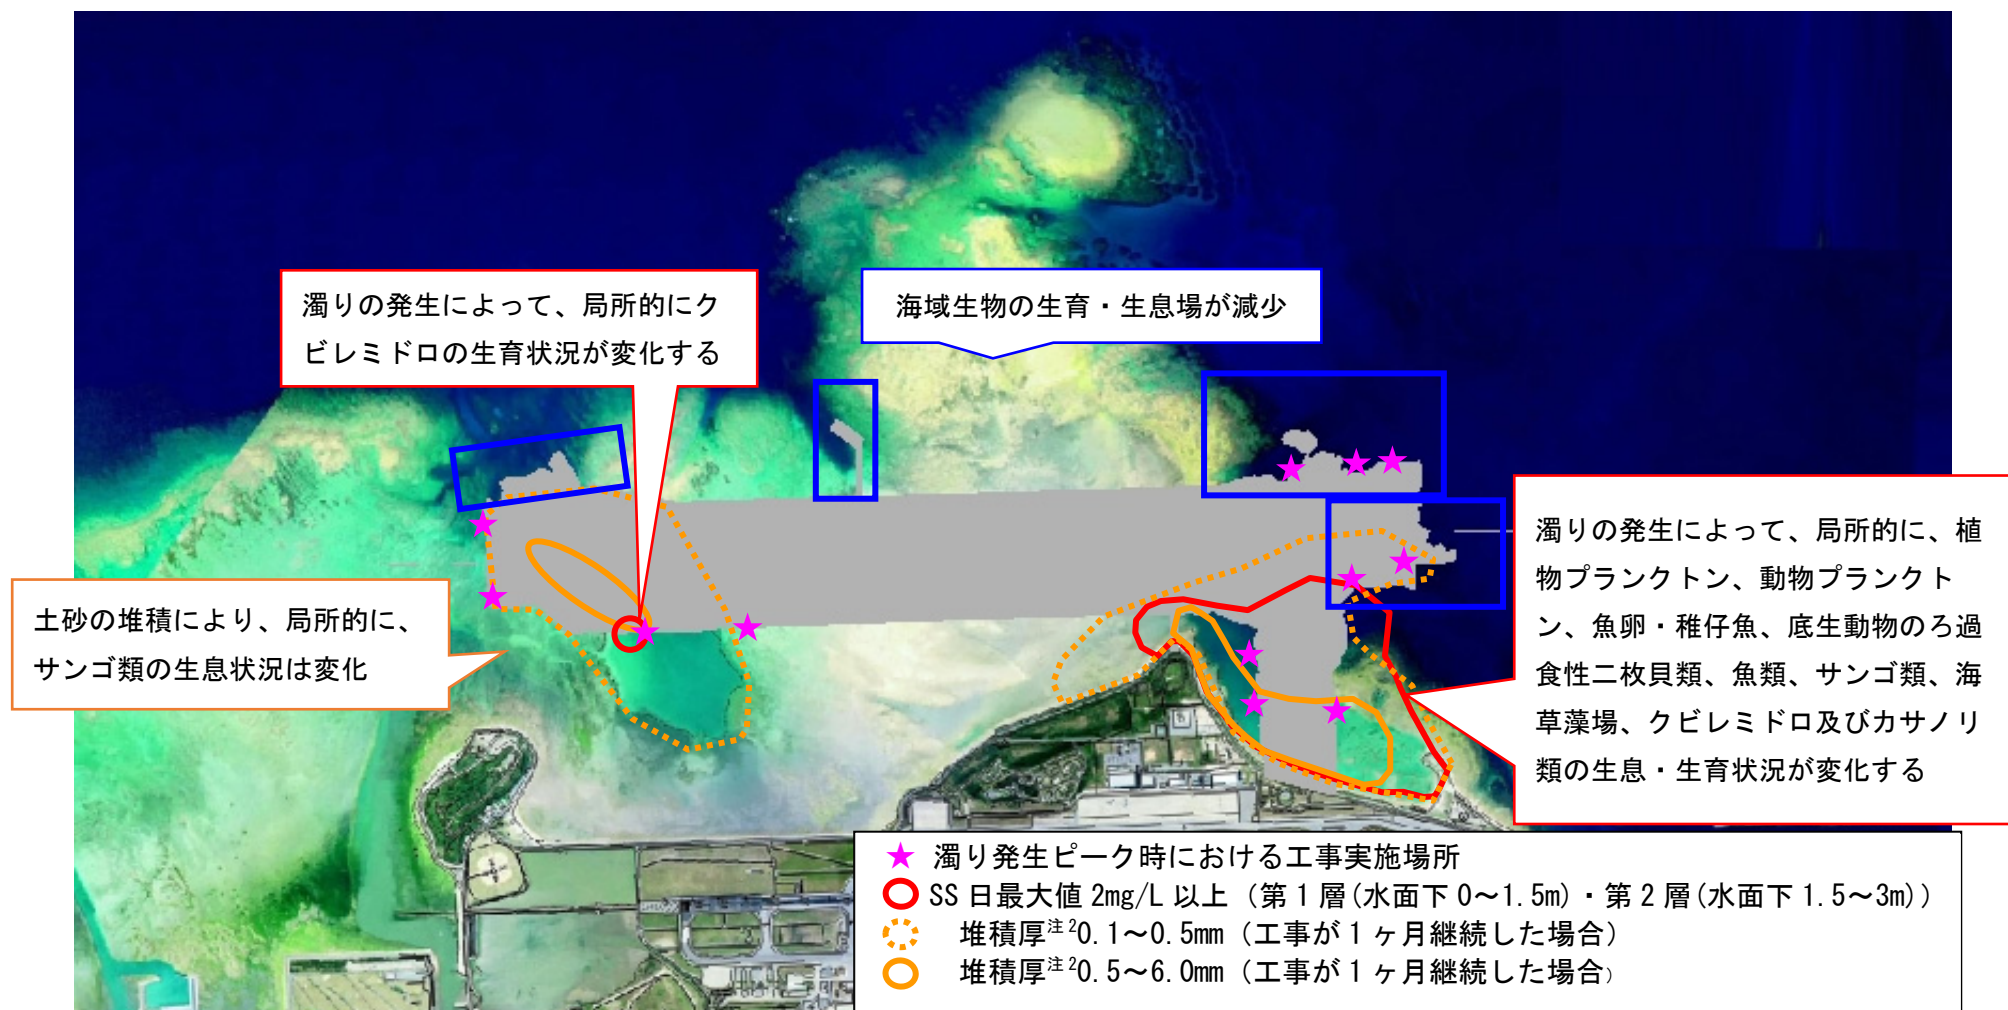 濁りの発生によって、局所的にク
ビレミドロの生育状況が変化する
海域生物の生育・生息場が減少
土砂の堆積により、局所的に、
サンゴ類の生息状況は変化
濁りの発生によって、局所的に、植
物プランクトン、動物プランクト
ン、魚卵・稚仔魚、底生動物のろ過
食性二枚貝類、魚類、サンゴ類、海
草藻場、クビレミドロ及びカサノリ
類の生息・生育状況が変化する
★ 濁り発生ピーク時における工事実施場所
SS 日最大値 2mg/L 以上（第1層(水面下 0～1.5m)・第2層(水面下 1.5～3m)）
堆積厚注2 0.1～0.5mm（工事が1ヶ月継続した場合）
堆積厚注2 0.5～6.0mm（工事が1ヶ月継続した場合）